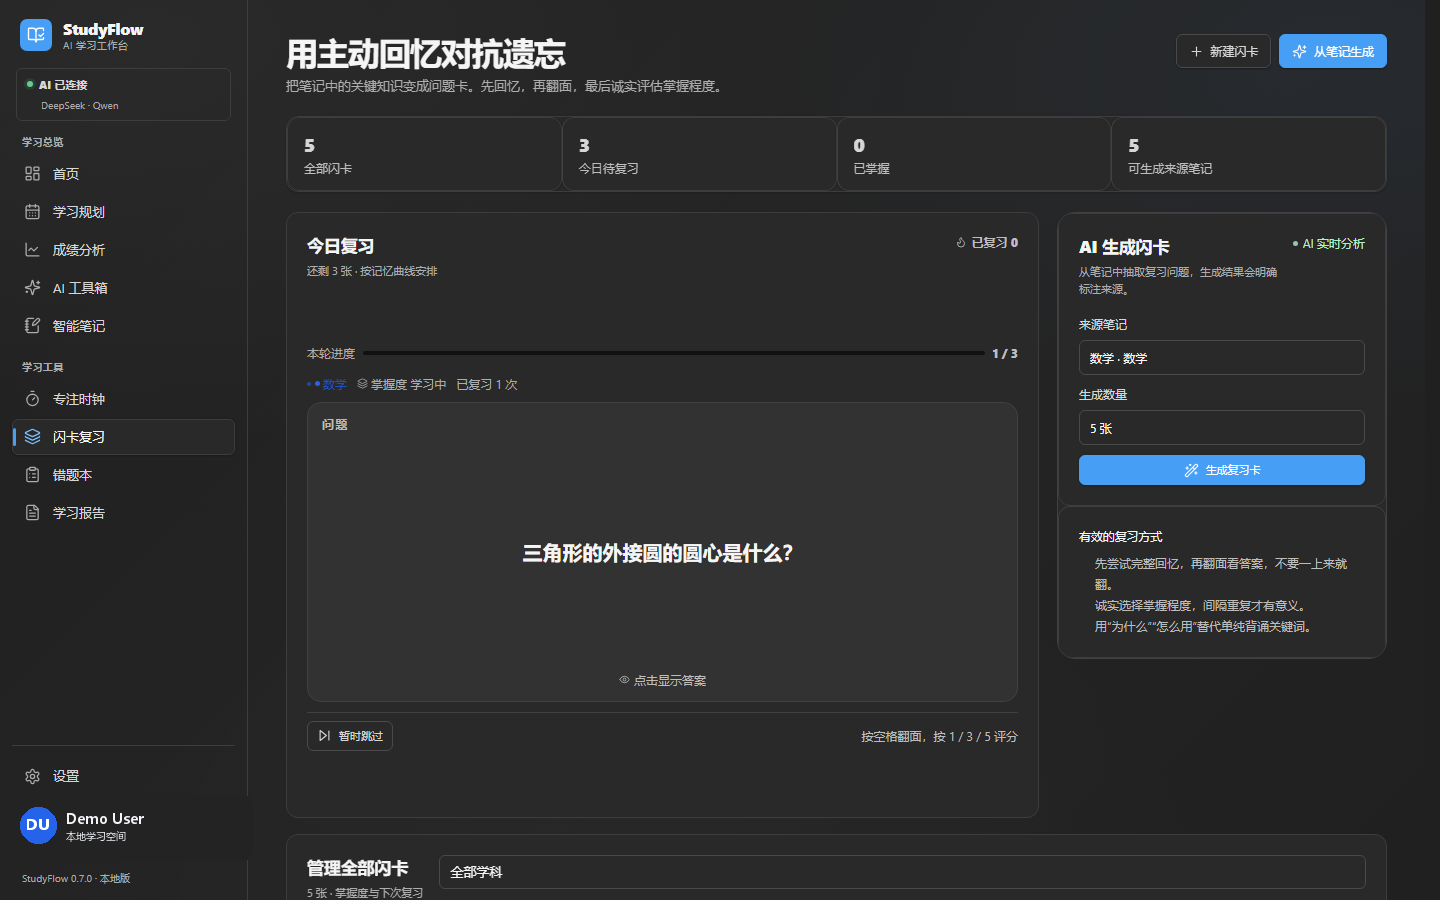 StudyFlow
AI 学习工作台
AI 已连接
DeepSeek · Qwen
学习总览
首页
学习规划
成绩分析
AI 工具箱
智能笔记
学习工具
专注时钟
闪卡复习
错题本
学习报告
设置
DU
Demo User
本地学习空间
StudyFlow 0.7.0 · 本地版
用主动回忆对抗遗忘
把笔记中的关键知识变成问题卡。先回忆，再翻面，最后诚实评估掌握程度。
新建闪卡
从笔记生成
5
全部闪卡
3
今日待复习
0
已掌握
5
可生成来源笔记
今日复习
还剩 3 张 · 按记忆曲线安排
已复习 0
本轮进度
1 / 3
数学 掌握度 学习中 已复习 1 次
问题
三角形的外接圆的圆心是什么？
点击显示答案
暂时跳过
按空格翻面，按 1 / 3 / 5 评分
AI 生成闪卡
AI 实时分析
从笔记中抽取复习问题，生成结果会明确
标注来源。
来源笔记
数学 · 数学
生成数量
5 张
生成复习卡
有效的复习方式
先尝试完整回忆，再翻面看答案，不要一上来就
翻。
诚实选择掌握程度，间隔重复才有意义。
用“为什么”“怎么用”替代单纯背诵关键词。
管理全部闪卡
5 张 · 掌握度与下次复习
全部学科